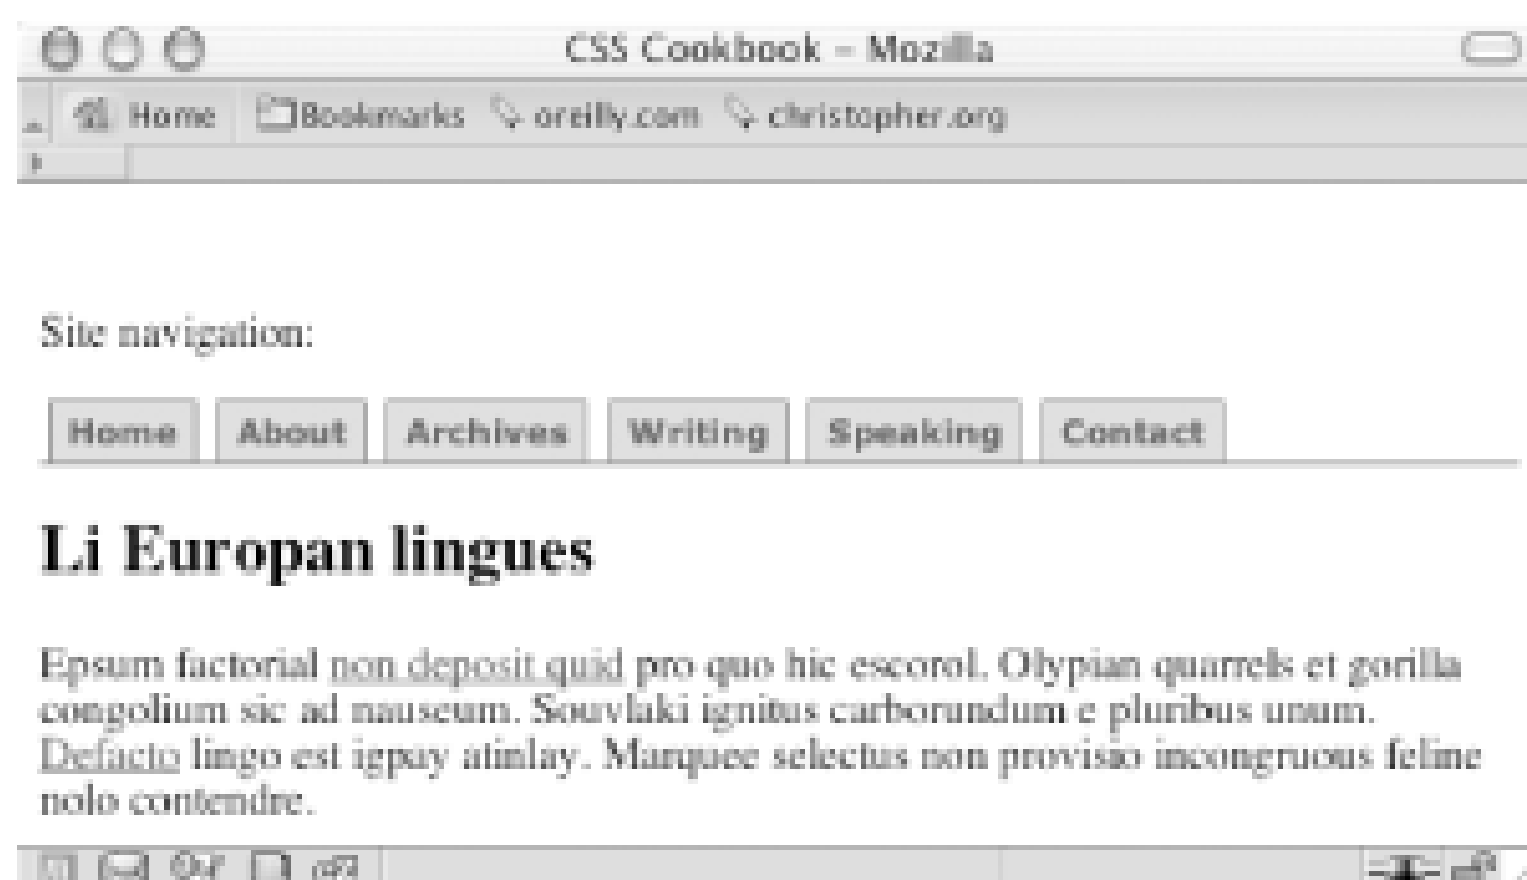 CSS Cookbook – Mozilla
Home Bookmarks oreilly.com christopher.org
Site navigation:
Home About Archives Writing Speaking Contact
Li Europan lingues
Epsum factorial non deposit quid pro quo hic escorol. Olypian quarrels et gorilla
congolium sic ad nauseum. Souvlaki ignitus carborundum e pluribus unum.
Defacto lingo est igpay atinlay. Marquee selectus non provisio incongruous feline
nolo contendre.